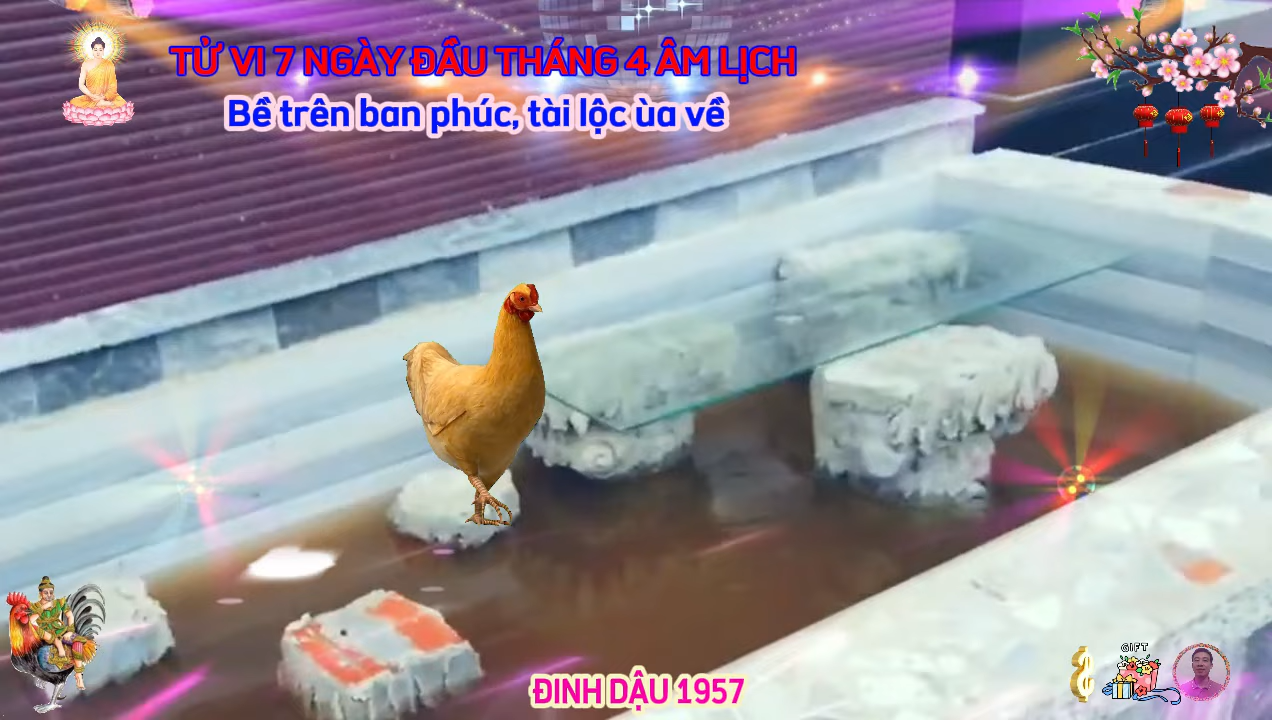 TỬ VI 7 NGÀY ĐẦU THÁNG 4 ÂM LỊCH
Bề trên ban phúc, tài lộc ùa về
GIFT
ĐINH DẬU 1957